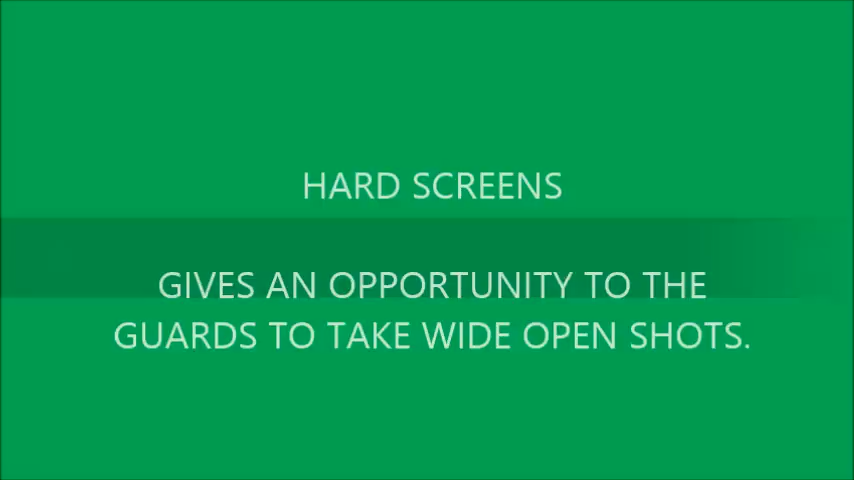 HARD SCREENS
GIVES AN OPPORTUNITY TO THE
GUARDS TO TAKE WIDE OPEN SHOTS.